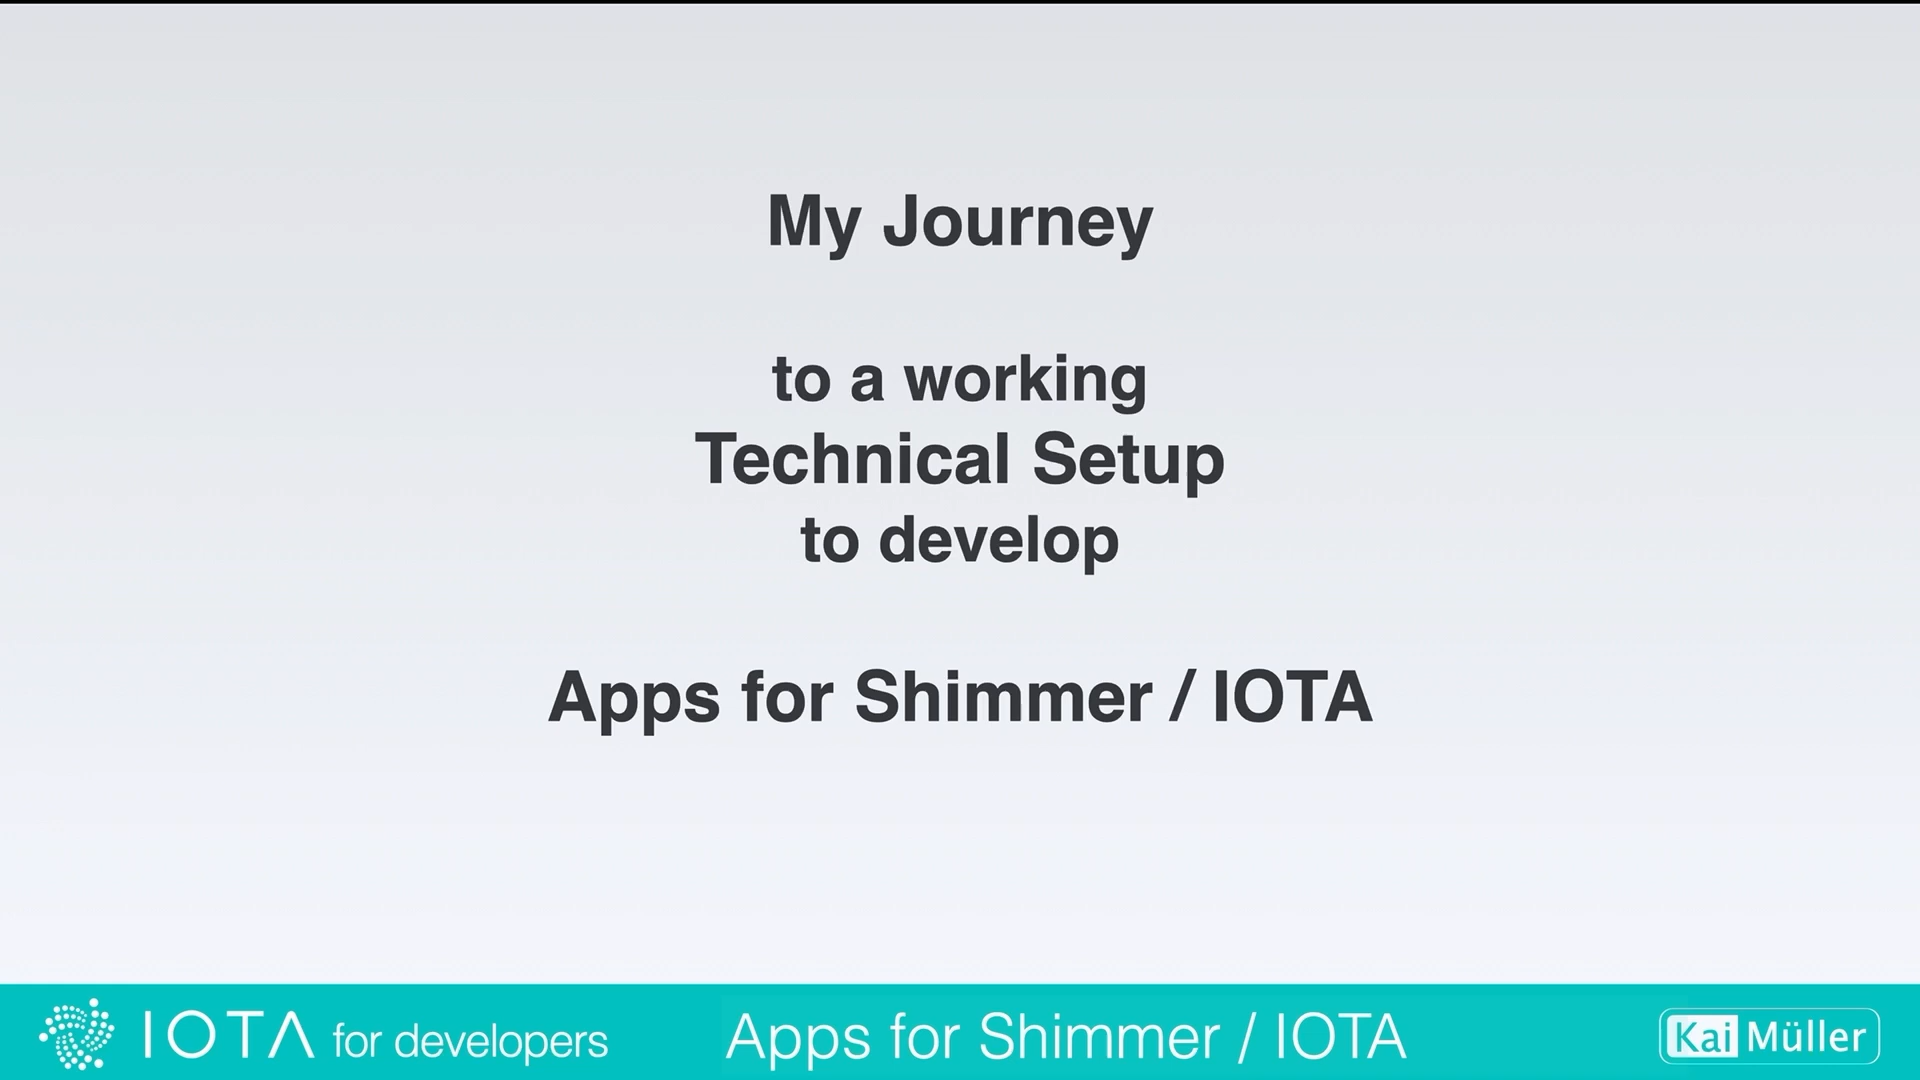 My Journey
to a working
Technical Setup
to develop
Apps for Shimmer / IOTA
IOTA for developers
Apps for Shimmer / IOTA
Kai Müller